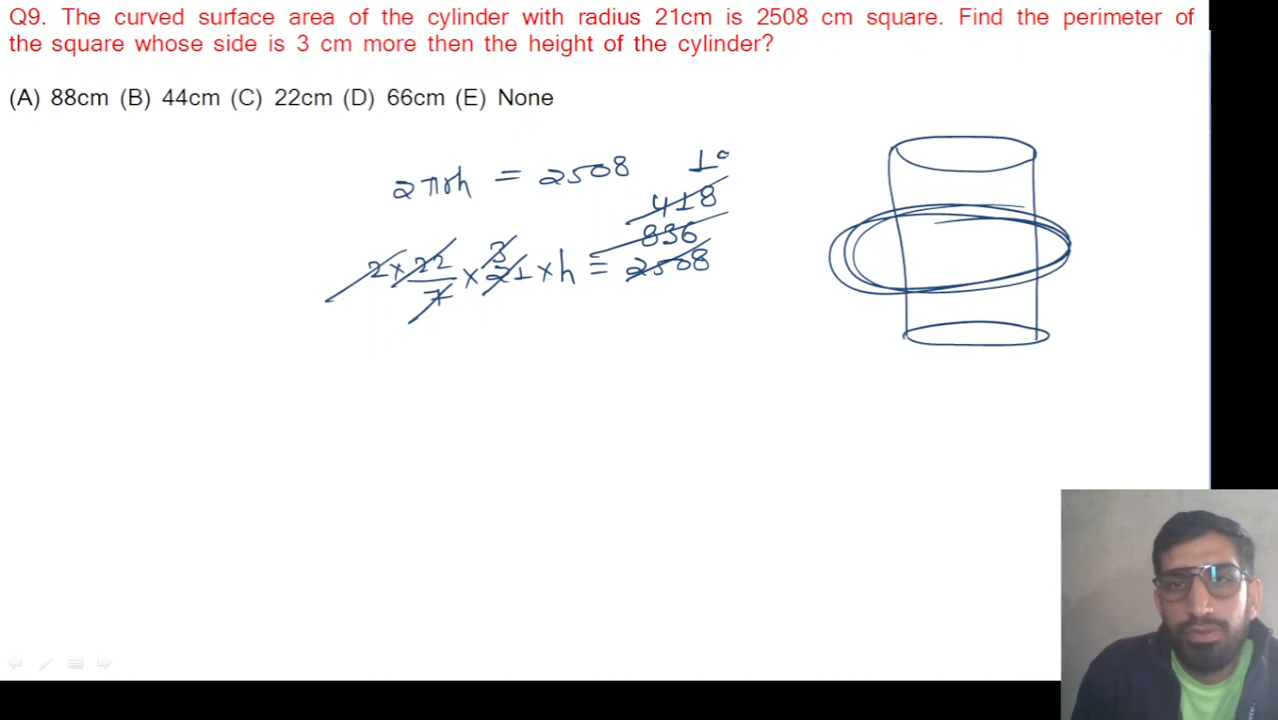 Q9. The curved surface area of the cylinder with radius 21cm is 2508 cm square. Find the perimeter of
the square whose side is 3 cm more then the height of the cylinder?
(A) 88cm (B) 44cm (C) 22cm (D) 66cm (E) None
2πrh = 2508
19
418
836
2 × 22/7 × 21 × h = 2508
3